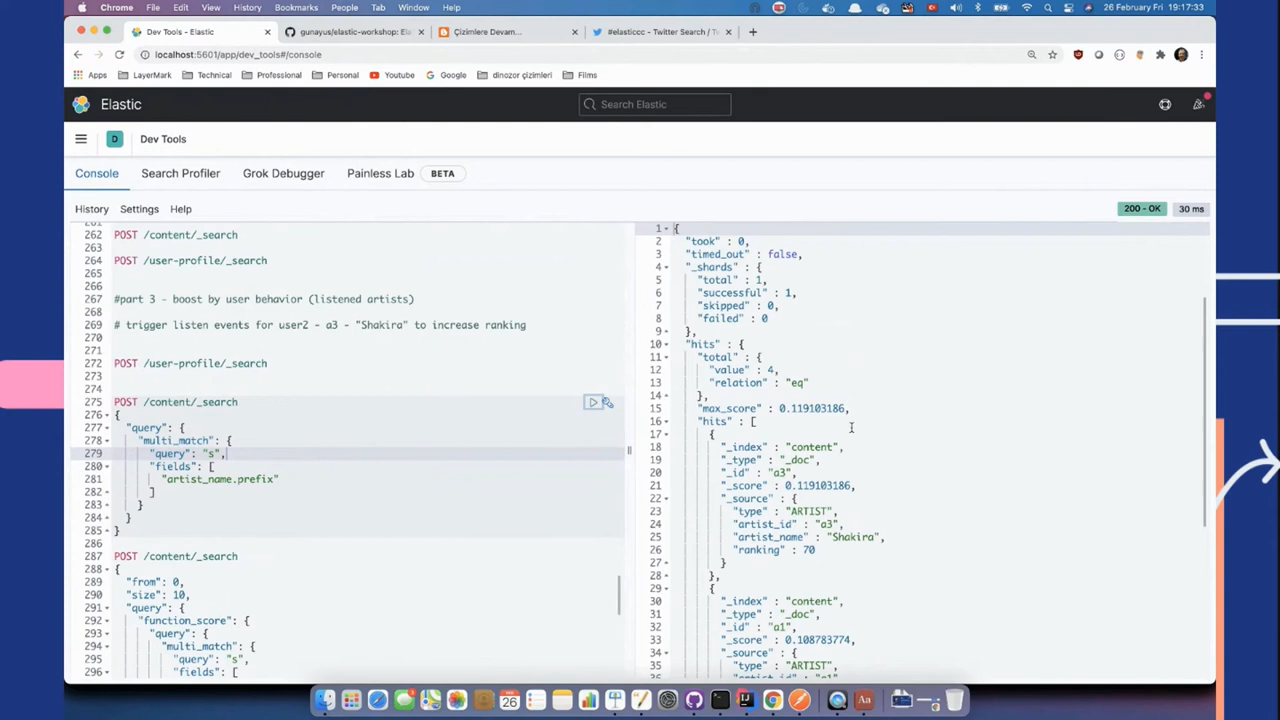 Chrome File Edit View History Bookmarks People Tab Window Help 26 February Fri 19:17:33
Dev Tools - Elastic gunayus/elastic-workshop: El Çizimlere Devam... #elasticcc - Twitter Search / T
localhost:5601/app/dev_tools#/console
Apps LayerMark Technical Professional Personal Youtube Google dinozor çizimleri Films
Elastic
Search Elastic
D Dev Tools
Console Search Profiler Grok Debugger Painless Lab BETA
History Settings Help
200 - OK 30 ms
261
262 POST /content/_search
263
264 POST /user-profile/_search
265
266
267 #part 3 - boost by user behavior (listened artists)
268
269 # trigger listen events for user2 - a3 - "Shakira" to increase ranking
270
271
272 POST /user-profile/_search
273
274
275 POST /content/_search
276 {
277 "query": {
278 "multi_match": {
279 "query": "s",
280 "fields": [
281 "artist_name.prefix"
282 ]
283 }
284 }
285 }
286
287 POST /content/_search
288 {
289 "from": 0,
290 "size": 10,
291 "query": {
292 "function_score": {
293 "query": {
294 "multi_match": {
295 "query": "s",
296 "fields": [
1 {
2 "took" : 0,
3 "timed_out" : false,
4 "_shards" : {
5 "total" : 1,
6 "successful" : 1,
7 "skipped" : 0,
8 "failed" : 0
9 },
10 "hits" : {
11 "total" : {
12 "value" : 4,
13 "relation" : "eq"
14 },
15 "max_score" : 0.119103186,
16 "hits" : [
17 {
18 "_index" : "content",
19 "_type" : "_doc",
20 "_id" : "a3",
21 "_score" : 0.119103186,
22 "_source" : {
23 "type" : "ARTIST",
24 "artist_id" : "a3",
25 "artist_name" : "Shakira",
26 "ranking" : 70
27 }
28 },
29 {
30 "_index" : "content",
31 "_type" : "_doc",
32 "_id" : "a1",
33 "_score" : 0.108783774,
34 "_source" : {
35 "type" : "ARTIST",
36 "artist_id" : "a1",